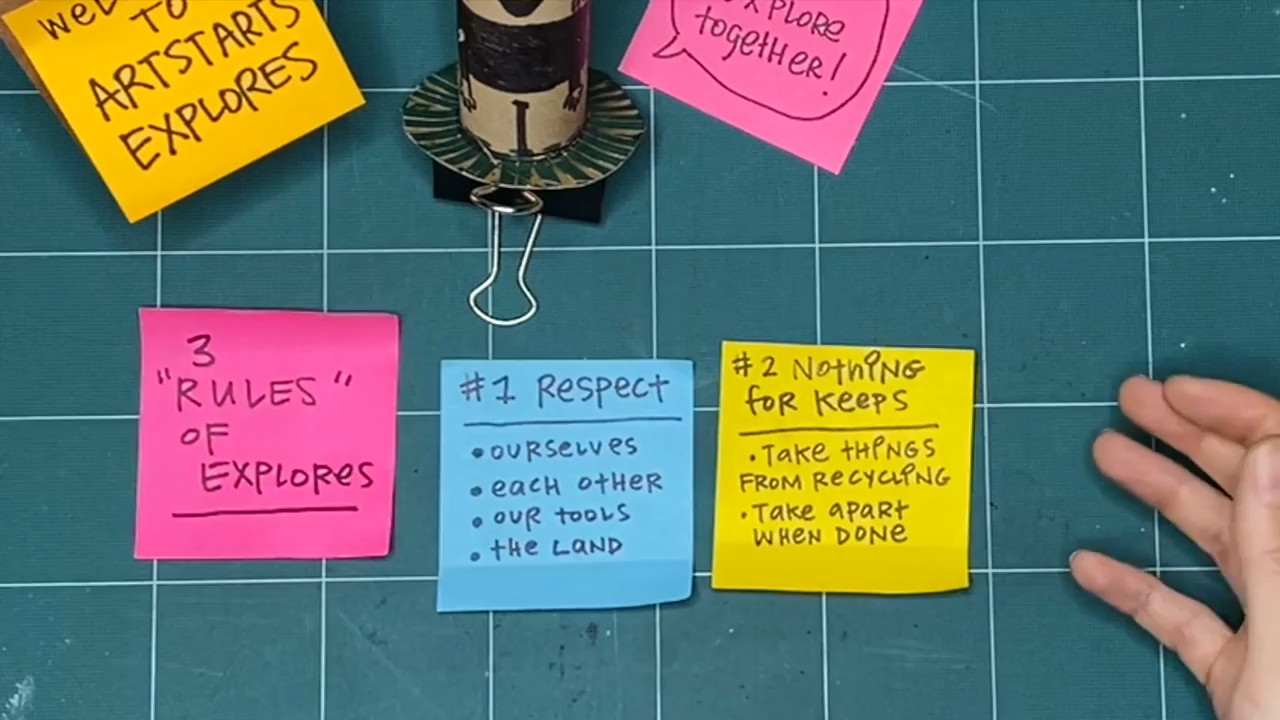 TO
ARTSTARTS
EXPLORES
EXPLORE
together!
3
"RULES"
OF
EXPLORES
#1 Respect
• ourselves
• each other
• our tools
• the Land
#2 Nothing
for keeps
• Take things
from recycling
• Take apart
when done